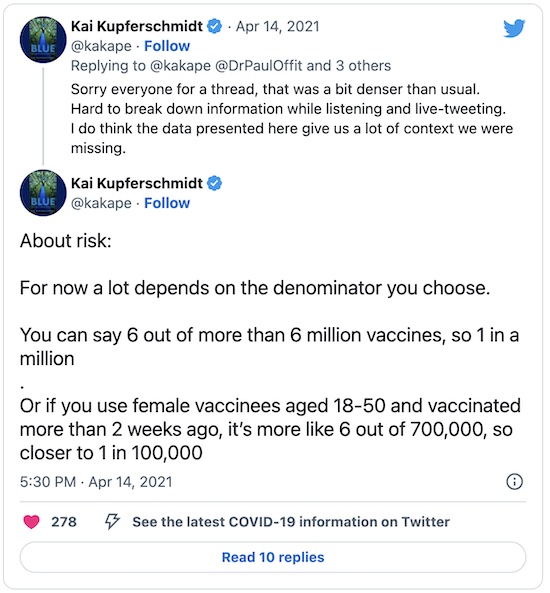 Kai Kupferschmidt · Apr 14, 2021
@kakape · Follow
Replying to @kakape @DrPaulOffit and 3 others
Sorry everyone for a thread, that was a bit denser than usual.
Hard to break down information while listening and live-tweeting.
I do think the data presented here give us a lot of context we were
missing.
BLUE
Kai Kupferschmidt
@kakape · Follow
BLUE
About risk:
For now a lot depends on the denominator you choose.
You can say 6 out of more than 6 million vaccines, so 1 in a
million
.
Or if you use female vaccinees aged 18-50 and vaccinated
more than 2 weeks ago, it’s more like 6 out of 700,000, so
closer to 1 in 100,000
5:30 PM · Apr 14, 2021
278 See the latest COVID-19 information on Twitter
Read 10 replies